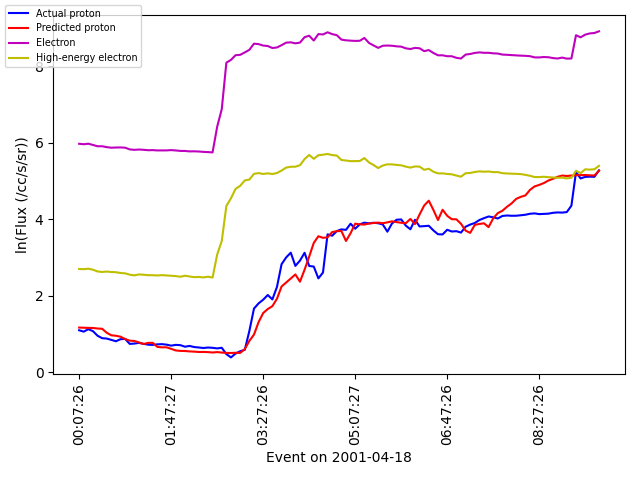 Actual proton
Predicted proton
Electron
High-energy electron
8
6
4
2
0
ln(Flux (/cc/s/sr))
00:07:26
01:47:27
03:27:26
05:07:27
06:47:26
08:27:26
Event on 2001-04-18